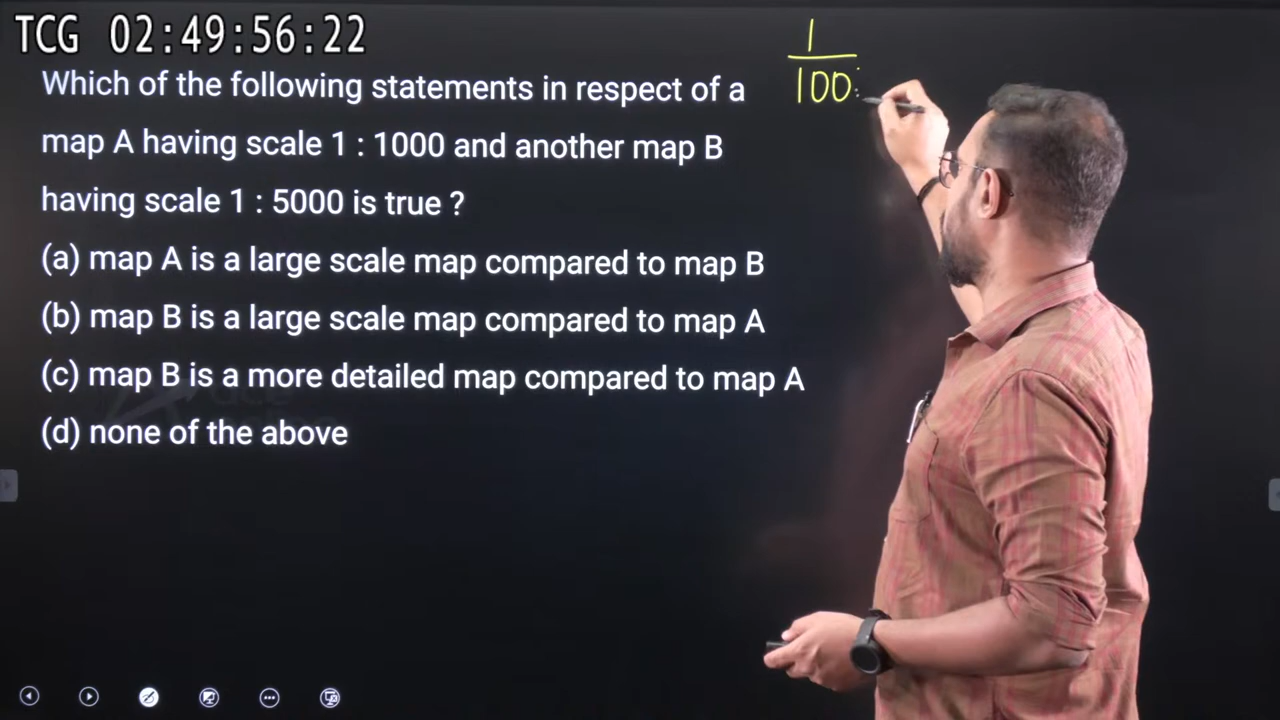 TCG 02:49:56:22
1
100
Which of the following statements in respect of a
map A having scale 1 : 1000 and another map B
having scale 1 : 5000 is true ?
(a) map A is a large scale map compared to map B
(b) map B is a large scale map compared to map A
(c) map B is a more detailed map compared to map A
(d) none of the above